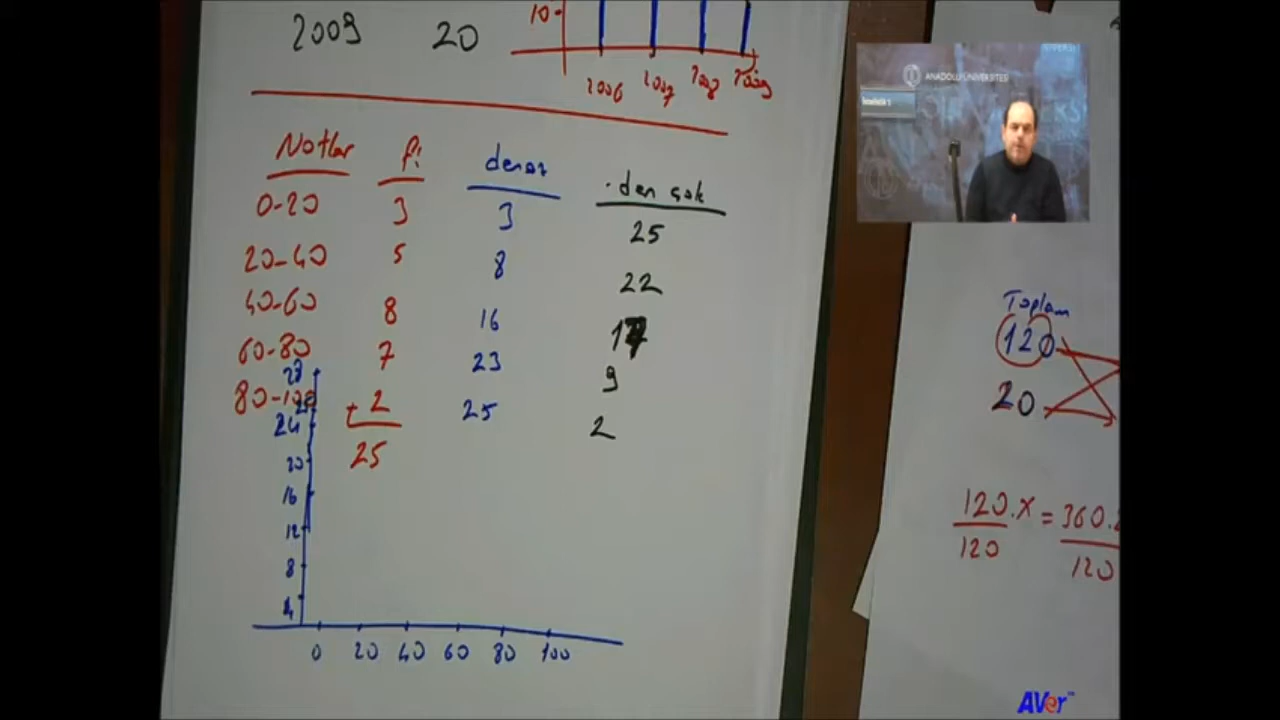 10
2009 20
2006 2007 2008 2009
ANADOLU ÜNİVERSİTESİ
Notlar fi denaz .den çok
0-20 3 3 25
20-40 5 8 22
40-60 8 16 17
60-80 7 23 9
80-100 + 2 25 2
25
28
24
20
16
12
8
4
0 20 40 60 80 100
Toplam
120
20
120.x = 360.
120 120
AVer